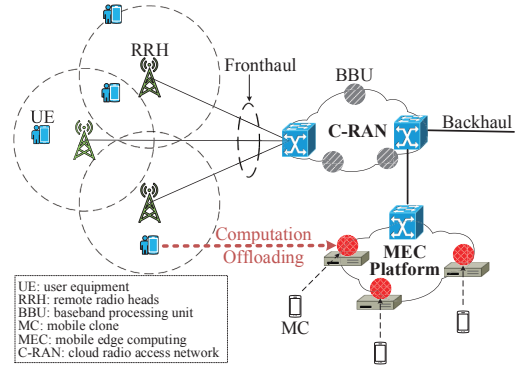 RRH
Fronthaul
BBU
UE
C-RAN
Backhaul
Computation
Offloading
MEC
Platform
MC
UE: user equipment
RRH: remote radio heads
BBU: baseband processing unit
MC: mobile clone
MEC: mobile edge computing
C-RAN: cloud radio access network